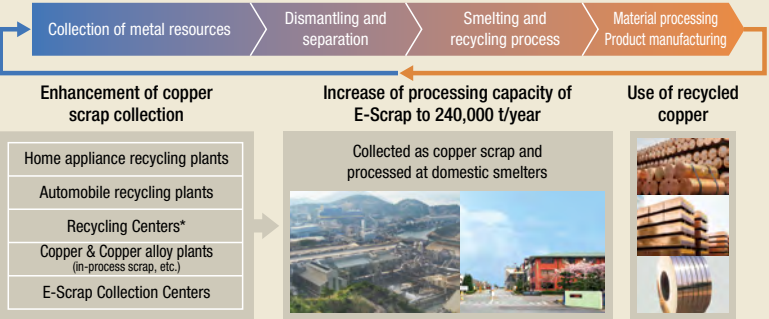 Collection of metal resources
Dismantling and
separation
Smelting and
recycling process
Material processing
Product manufacturing
Enhancement of copper
scrap collection
Increase of processing capacity of
E-Scrap to 240,000 t/year
Use of recycled
copper
Home appliance recycling plants
Automobile recycling plants
Recycling Centers*
Copper & Copper alloy plants
(in-process scrap, etc.)
E-Scrap Collection Centers
Collected as copper scrap and
processed at domestic smelters